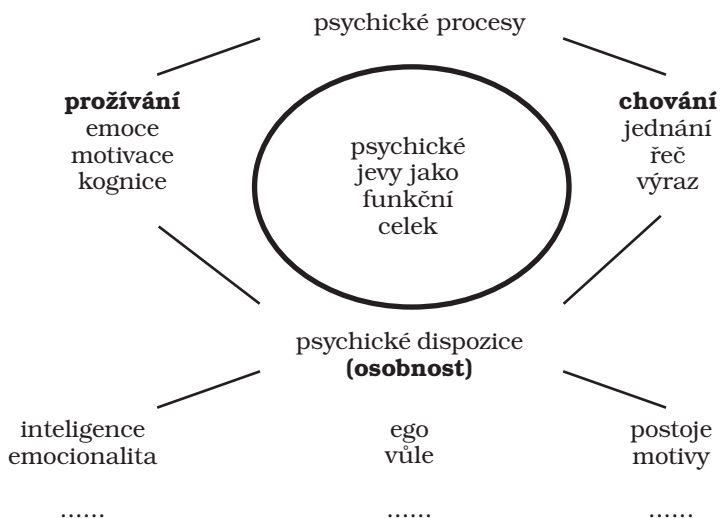 psychické procesy
prožívání
emoce
motivace
kognice
psychické
jevy jako
funkční
celek
chování
jednání
řeč
výraz
psychické dispozice
(osobnost)
inteligence
emocionalita
ego
vůle
postoje
motivy
......
......
......